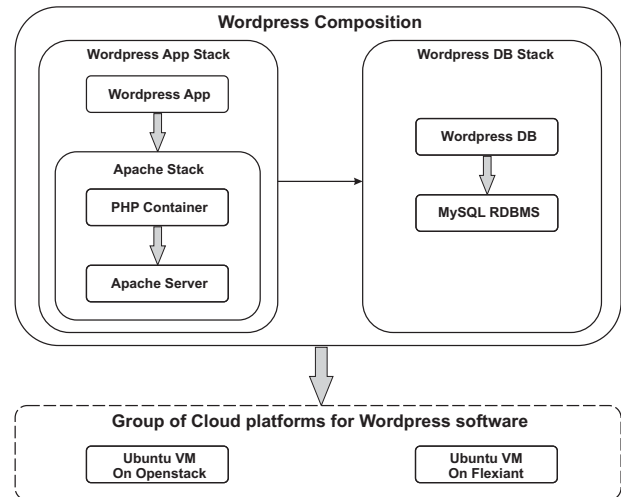 Wordpress Composition
Wordpress App Stack
Wordpress App
Apache Stack
PHP Container
Apache Server
Wordpress DB Stack
Wordpress DB
MySQL RDBMS
Group of Cloud platforms for Wordpress software
Ubuntu VM
On Openstack
Ubuntu VM
On Flexiant